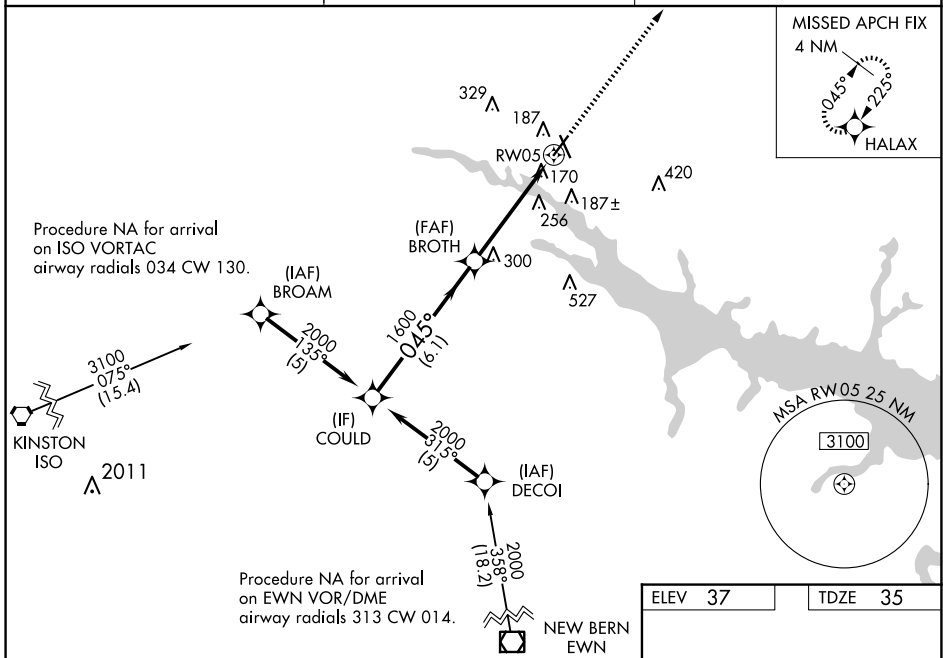 MISSED APCH FIX
4 NM
045°
225°
HALAX
329
187
RW05
170
420
187±
256
(FAF)
BROTH
300
527
Procedure NA for arrival
on ISO VORTAC
airway radials 034 CW 130.
(IAF)
BROAM
2000
135°
(5)
1600
045°
(6.1)
3100
075°
(15.4)
KINSTON
ISO
2011
(IF)
COULD
2000
315°
(5)
(IAF)
DECOI
MSA RW05 25 NM
3100
2000
358°
(18.2)
Procedure NA for arrival
on EWN VOR/DME
airway radials 313 CW 014.
NEW BERN
EWN
ELEV 37
TDZE 35